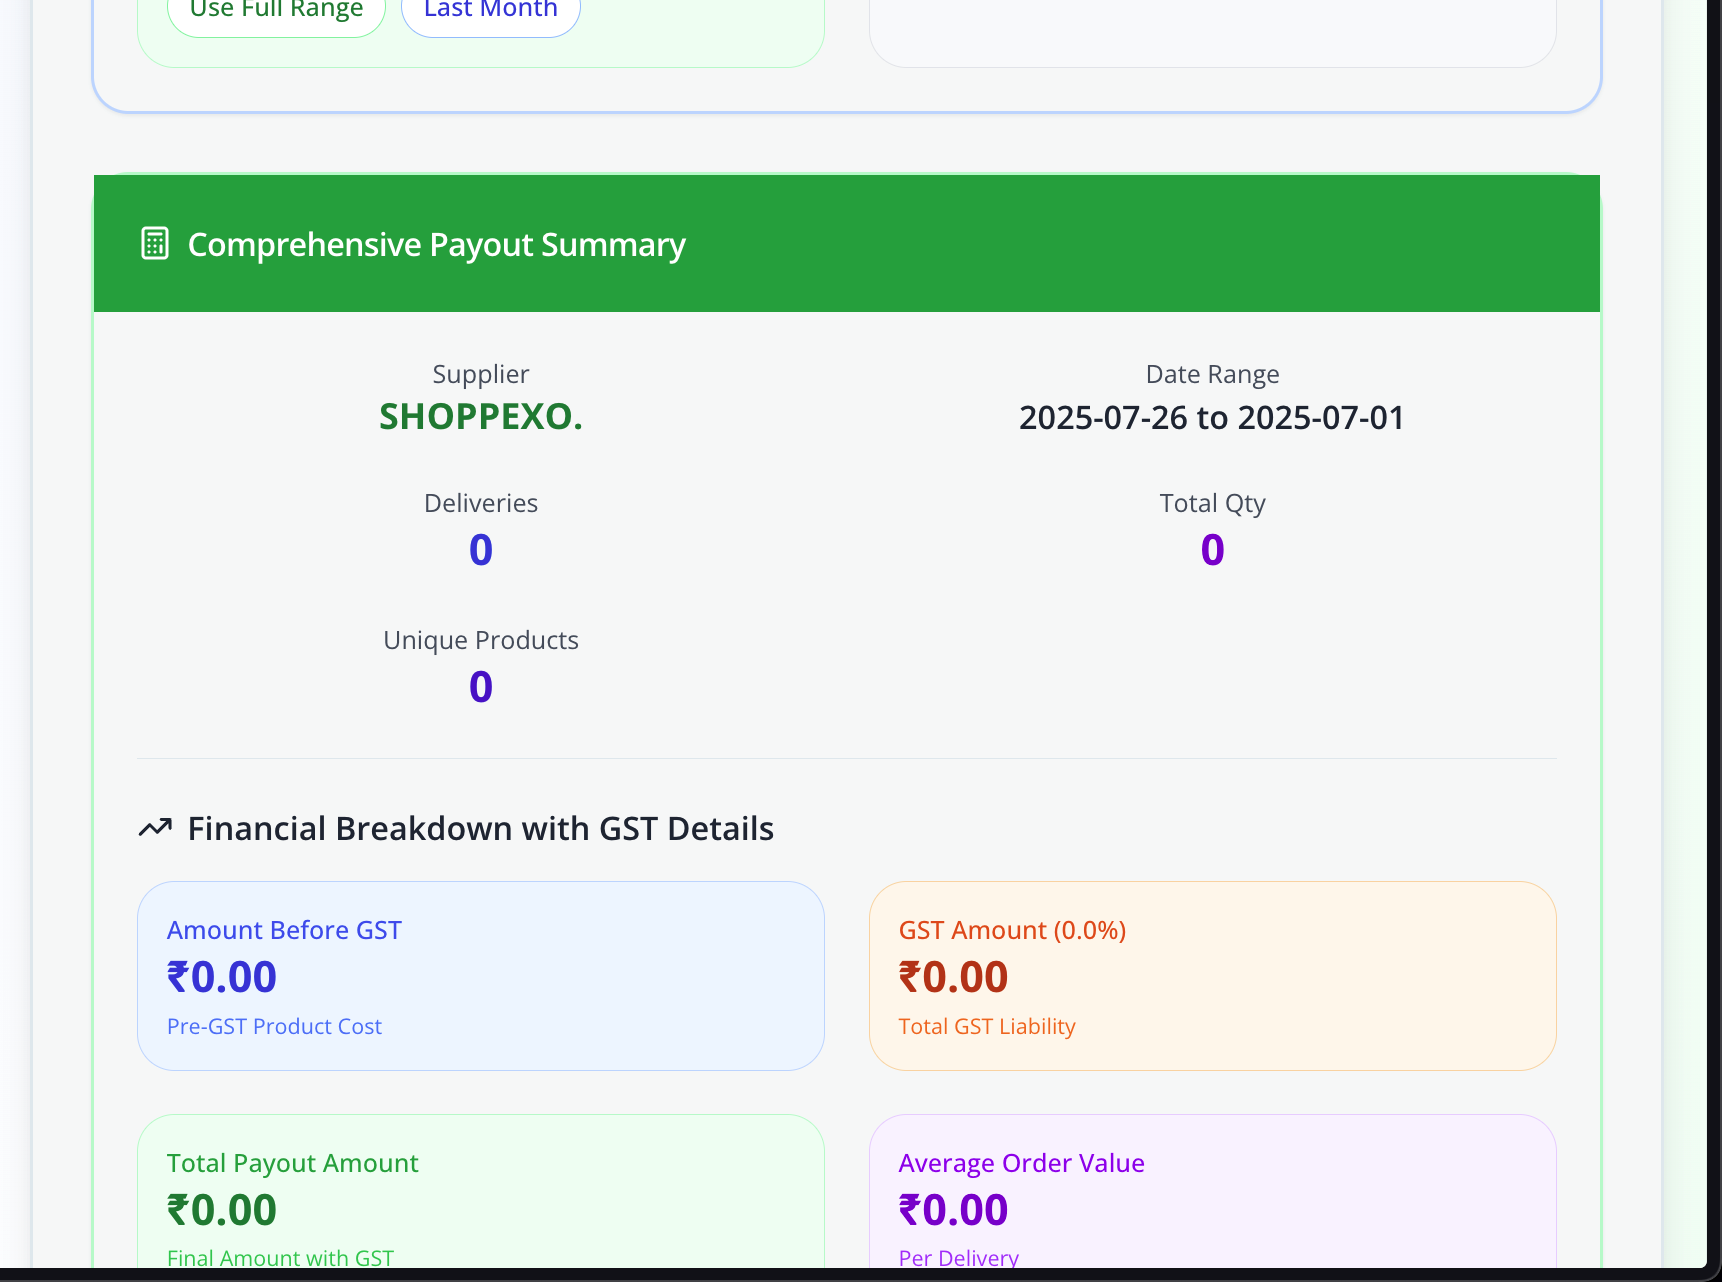 Use Full Range
Last Month
Comprehensive Payout Summary
Supplier
SHOPPEXO.
Date Range
2025-07-26 to 2025-07-01
Deliveries
0
Total Qty
0
Unique Products
0
Financial Breakdown with GST Details
Amount Before GST
₹0.00
Pre-GST Product Cost
GST Amount (0.0%)
₹0.00
Total GST Liability
Total Payout Amount
₹0.00
Final Amount with GST
Average Order Value
₹0.00
Per Delivery